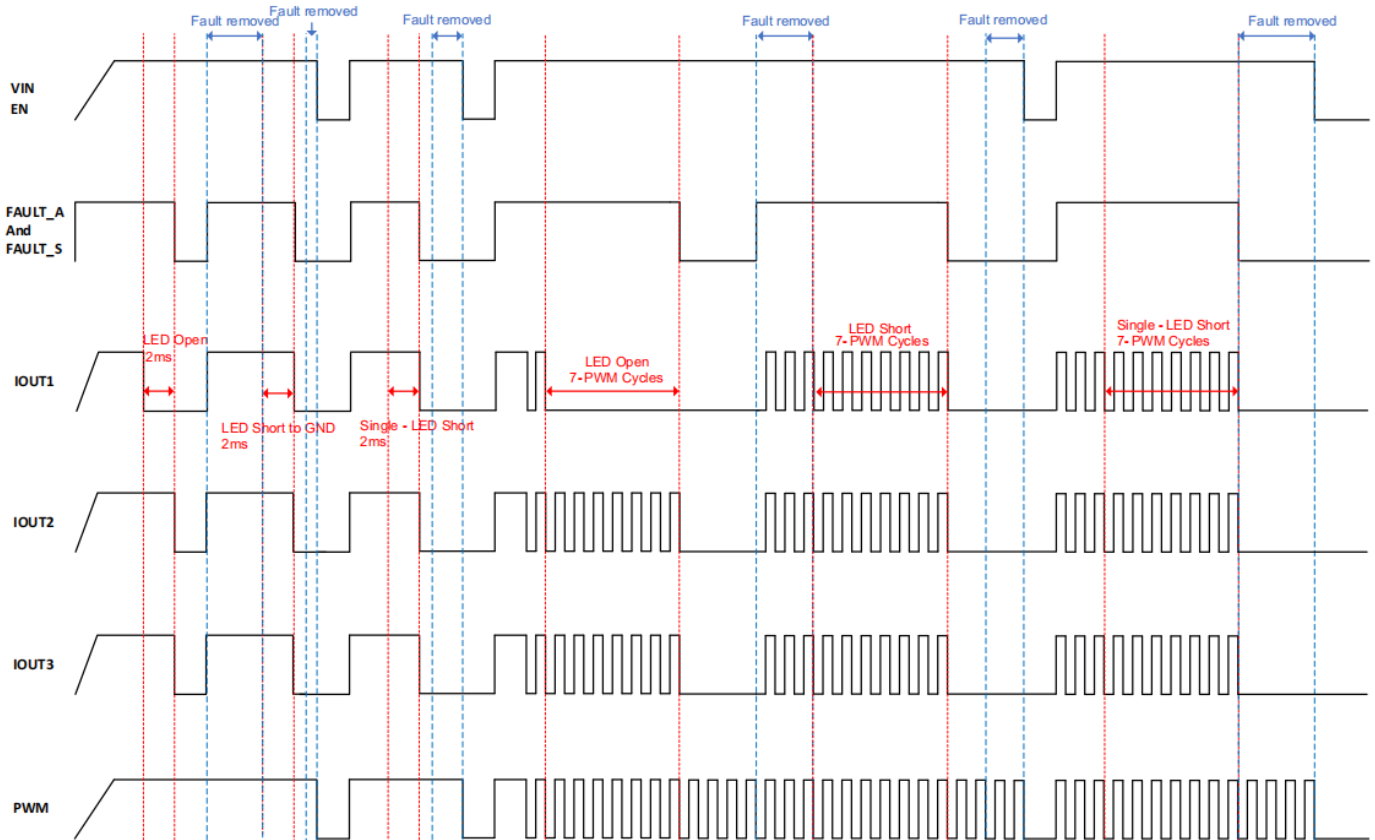 Fault removed
Fault removed
Fault removed
Fault removed
Fault removed
Fault removed
VIN
EN
FAULT_A
And
FAULT_S
LED Open
2ms
LED Open
7-PWM Cycles
LED Short
7-PWM Cycles
Single - LED Short
7-PWM Cycles
IOUT1
LED Short to GND
2ms
Single - LED Short
2ms
IOUT2
IOUT3
PWM